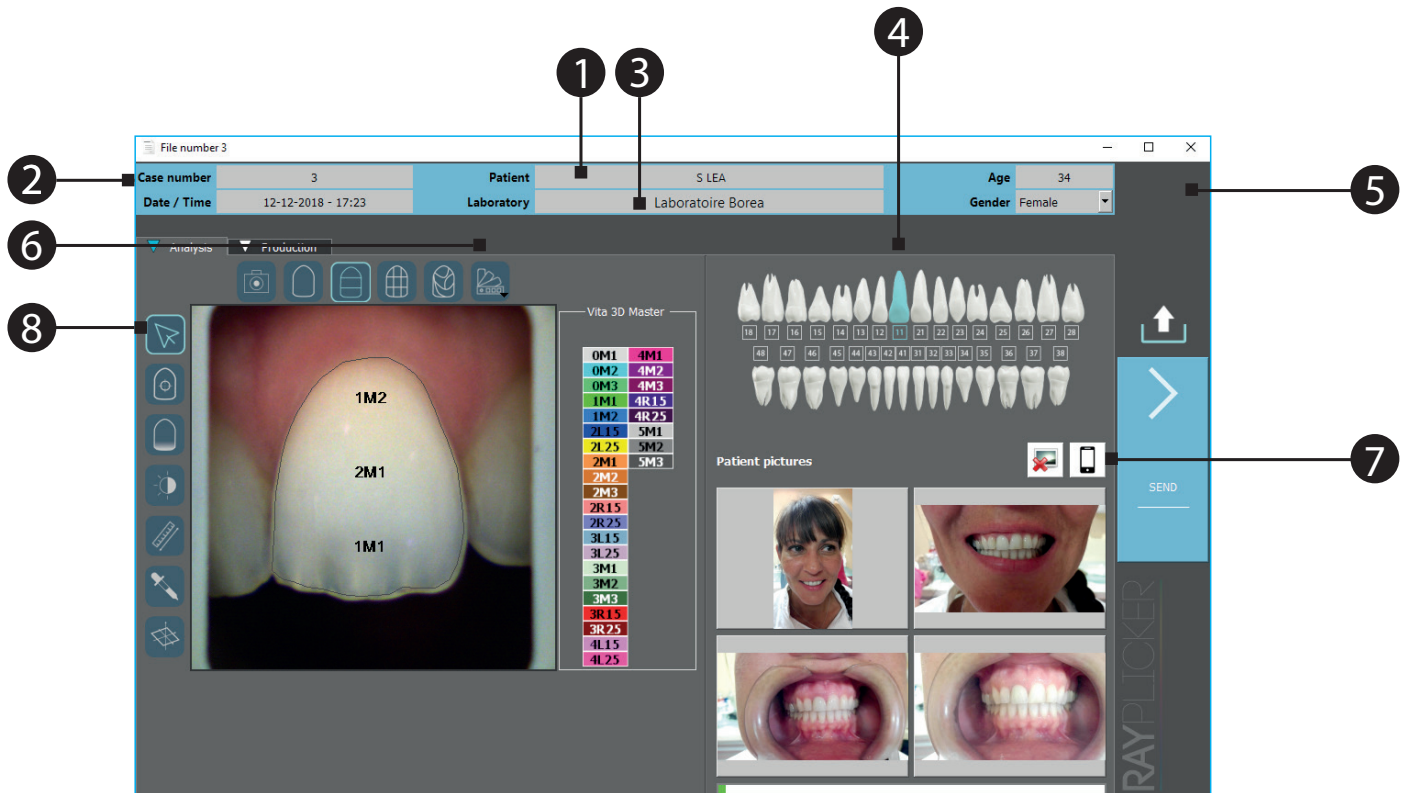 4
1 3
File number 3
2
Case number 3 Patient S LEA Age 34
Date / Time 12-12-2018 - 17:23 Laboratory Laboratoire Borea Gender Female
5
6
Analysis Production
8
Vita 3D Master
0M1 4M1
0M2 4M2
0M3 4M3
1M1 4R15
1M2 4R25
2L15 5M1
2L25 5M2
2M1 5M3
2M2
2M3
2R15
2R25
3L15
3L25
3M1
3M2
3M3
3R15
3R25
4L15
4L25
1M2
2M1
1M1
18 17 16 15 14 13 12 11 21 22 23 24 25 26 27 28
48 47 46 45 44 43 42 41 31 32 33 34 35 36 37 38
Patient pictures
7
SEND
RAYPLICKER